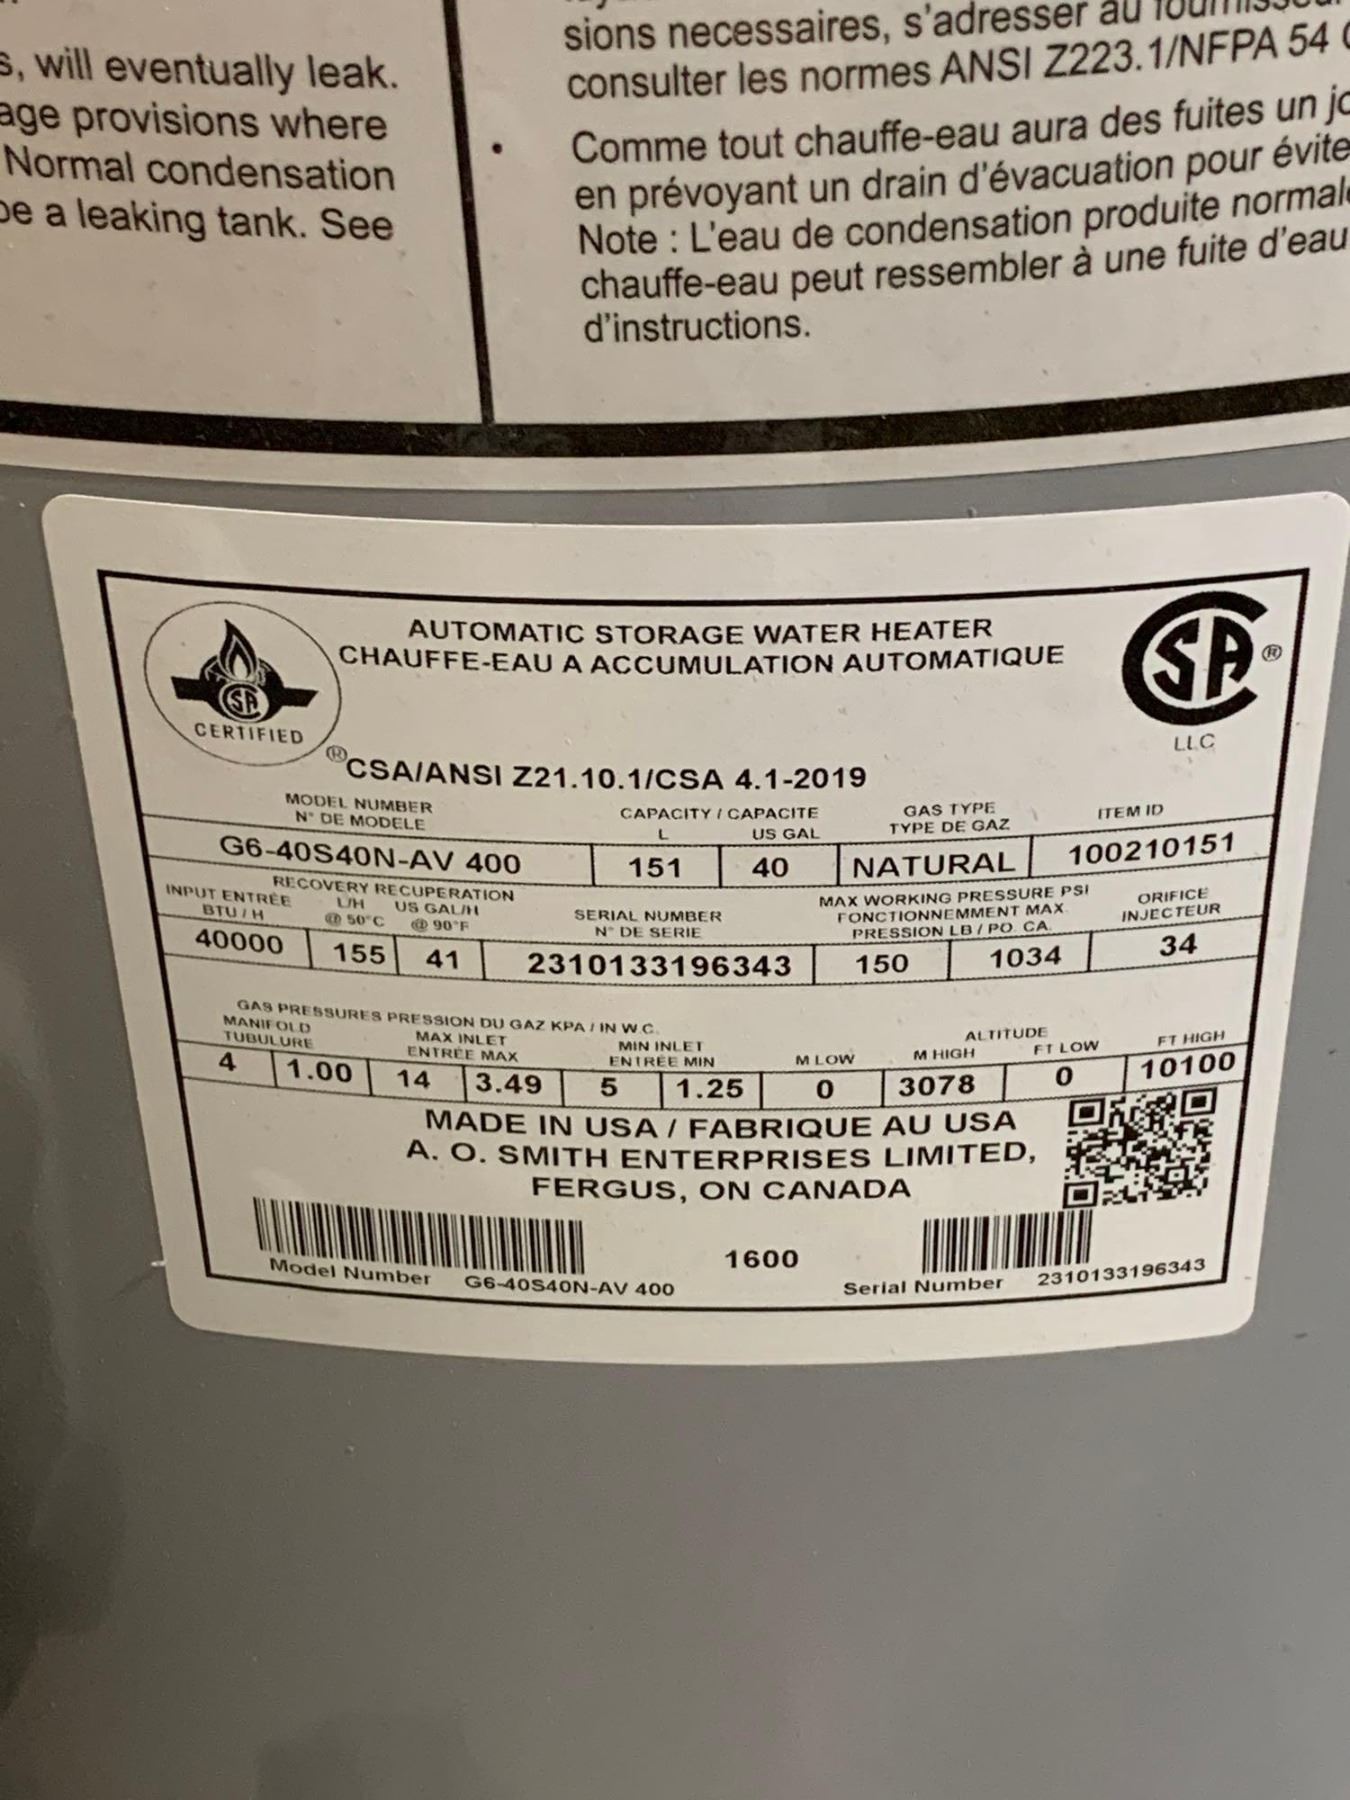 s, will eventually leak.
age provisions where
Normal condensation
be a leaking tank. See
sions necessaires, s'adresser au fournisseur
consulter les normes ANSI Z223.1/NFPA 54
• Comme tout chauffe-eau aura des fuites un jo
en prévoyant un drain d'évacuation pour évite
Note : L'eau de condensation produite normale
chauffe-eau peut ressembler à une fuite d'eau
d'instructions.
CERTIFIED
®
AUTOMATIC STORAGE WATER HEATER
CHAUFFE-EAU A ACCUMULATION AUTOMATIQUE
SA ®
LLC
CSA/ANSI Z21.10.1/CSA 4.1-2019
MODEL NUMBER CAPACITY / CAPACITE GAS TYPE ITEM ID
N° DE MODELE L US GAL TYPE DE GAZ
G6-40S40N-AV 400 151 40 NATURAL 100210151
INPUT ENTRÉE RECOVERY RECUPERATION SERIAL NUMBER MAX WORKING PRESSURE PSI ORIFICE
BTU / H L/H US GAL/H N° DE SERIE FONCTIONNEMMENT MAX. INJECTEUR
@ 50°C @ 90°F PRESSION LB / PO. CA.
40000 155 41 2310133196343 150 1034 34
GAS PRESSURES PRESSION DU GAZ KPA / IN W.C.
MANIFOLD MAX INLET MIN INLET ALTITUDE
TUBULURE ENTRÉE MAX ENTRÉE MIN M LOW M HIGH FT LOW FT HIGH
4 1.00 14 3.49 5 1.25 0 3078 0 10100
MADE IN USA / FABRIQUE AU USA
A. O. SMITH ENTERPRISES LIMITED,
FERGUS, ON CANADA
1600
Model Number G6-40S40N-AV 400 Serial Number 2310133196343